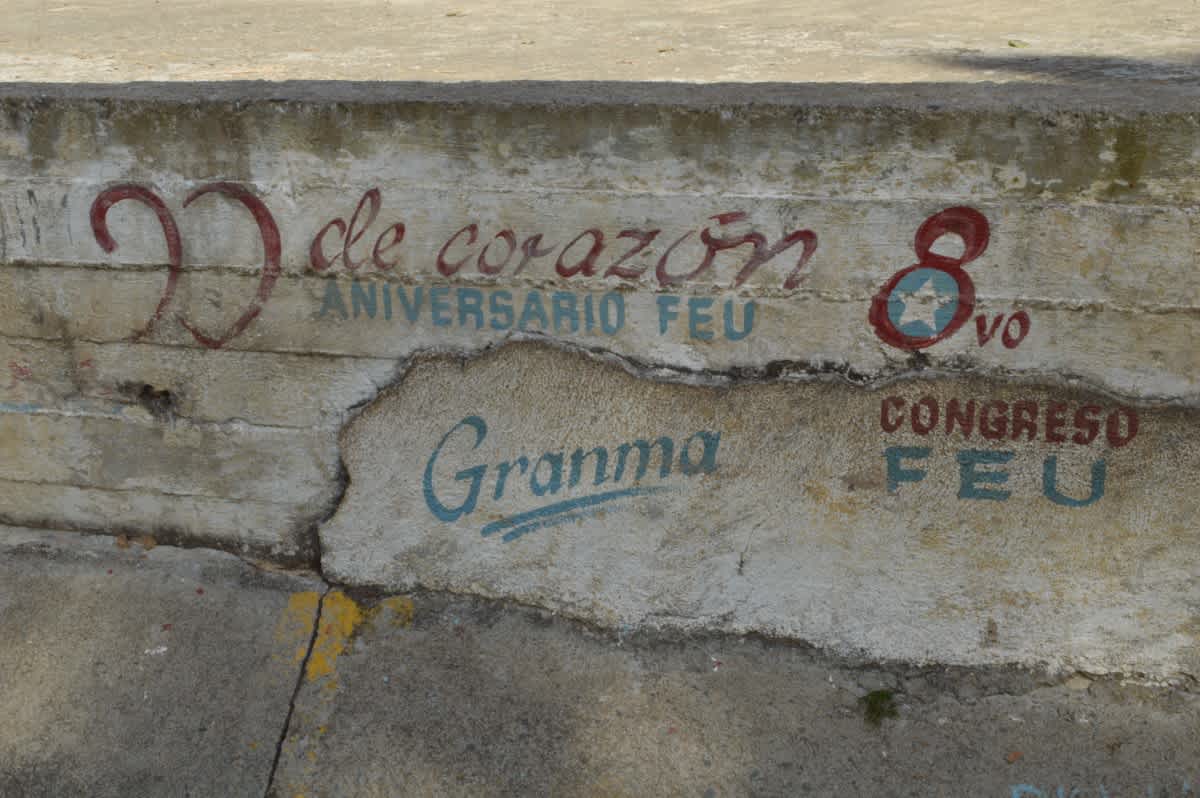 de corazón
ANIVERSARIO FEU
8vo
CONGRESO
FEU
Granma